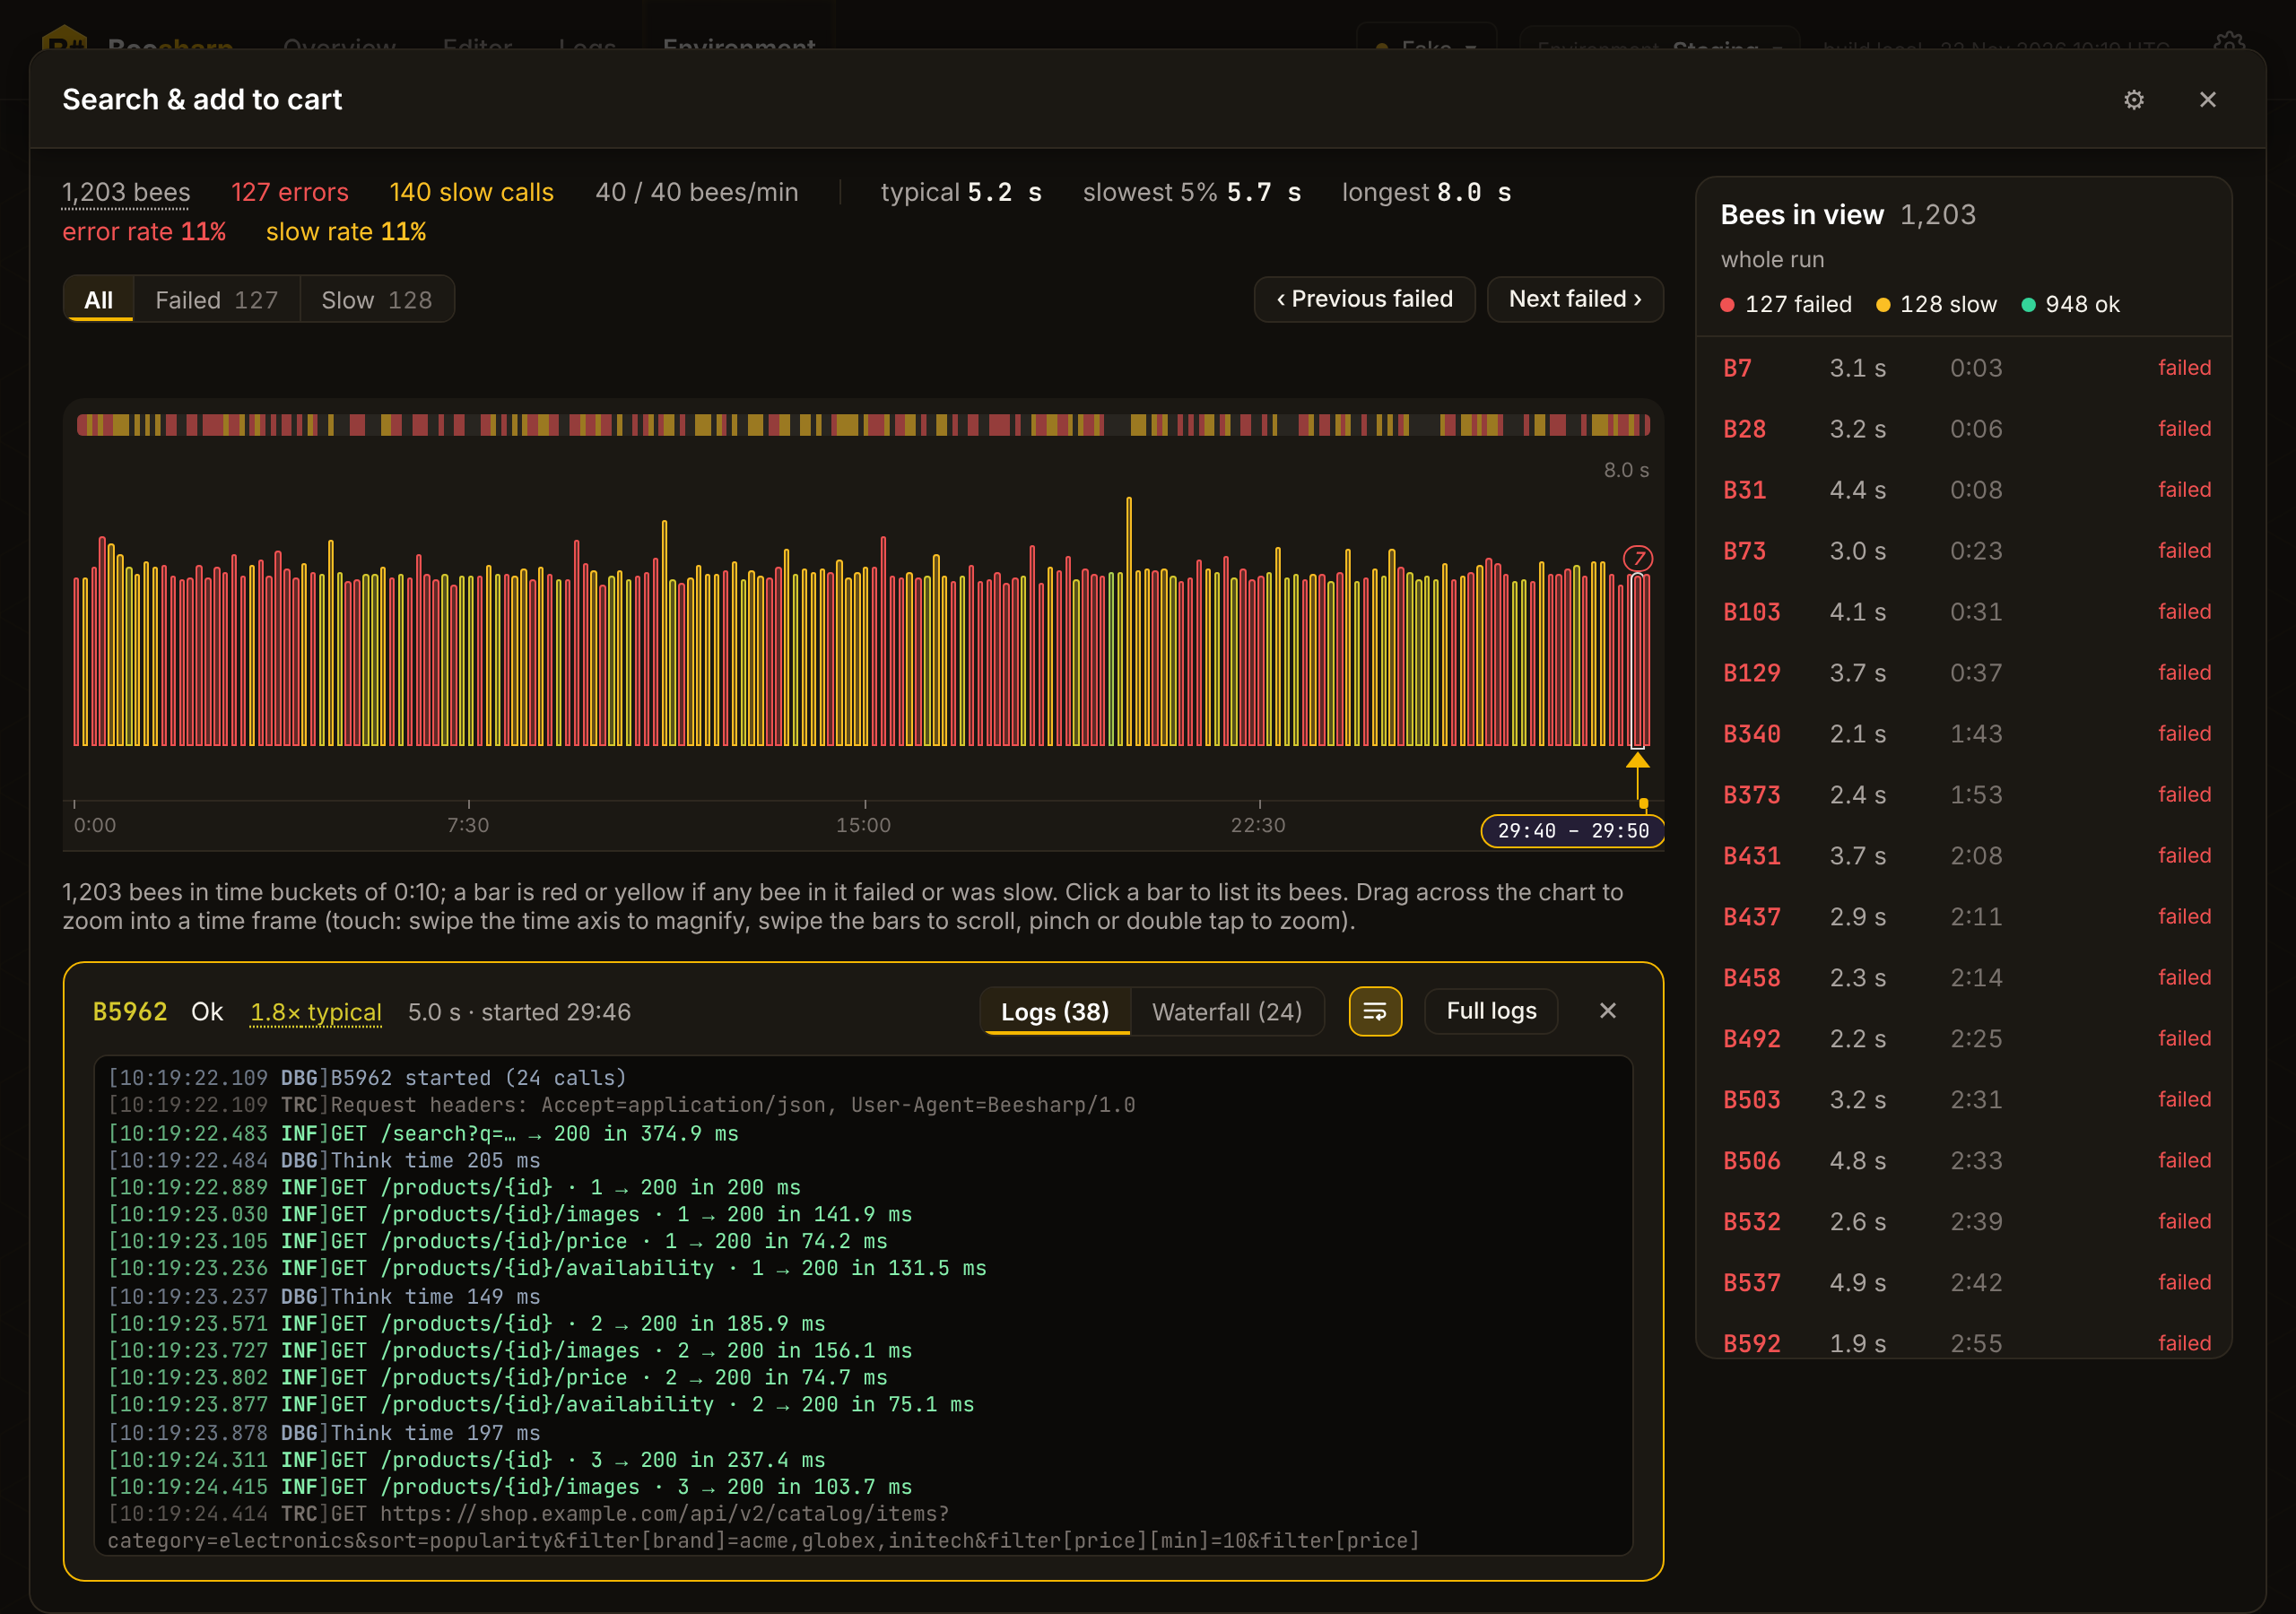 Beesharp Overview Editor Logs Environment Fake Environment Staging build local
Search & add to cart
1,203 bees 127 errors 140 slow calls 40 / 40 bees/min typical 5.2 s slowest 5% 5.7 s longest 8.0 s
error rate 11% slow rate 11%
All Failed 127 Slow 128 ‹ Previous failed Next failed ›
8.0 s
7
0:00 7:30 15:00 22:30 29:40 – 29:50
1,203 bees in time buckets of 0:10; a bar is red or yellow if any bee in it failed or was slow. Click a bar to list its bees. Drag across the chart to
zoom into a time frame (touch: swipe the time axis to magnify, swipe the bars to scroll, pinch or double tap to zoom).
B5962 Ok 1.8× typical 5.0 s · started 29:46 Logs (38) Waterfall (24) Full logs
[10:19:22.109 DBG]B5962 started (24 calls)
[10:19:22.109 TRC]Request headers: Accept=application/json, User-Agent=Beesharp/1.0
[10:19:22.483 INF]GET /search?q=… → 200 in 374.9 ms
[10:19:22.484 DBG]Think time 205 ms
[10:19:22.889 INF]GET /products/{id} · 1 → 200 in 200 ms
[10:19:23.030 INF]GET /products/{id}/images · 1 → 200 in 141.9 ms
[10:19:23.105 INF]GET /products/{id}/price · 1 → 200 in 74.2 ms
[10:19:23.236 INF]GET /products/{id}/availability · 1 → 200 in 131.5 ms
[10:19:23.237 DBG]Think time 149 ms
[10:19:23.571 INF]GET /products/{id} · 2 → 200 in 185.9 ms
[10:19:23.727 INF]GET /products/{id}/images · 2 → 200 in 156.1 ms
[10:19:23.802 INF]GET /products/{id}/price · 2 → 200 in 74.7 ms
[10:19:23.877 INF]GET /products/{id}/availability · 2 → 200 in 75.1 ms
[10:19:23.878 DBG]Think time 197 ms
[10:19:24.311 INF]GET /products/{id} · 3 → 200 in 237.4 ms
[10:19:24.415 INF]GET /products/{id}/images · 3 → 200 in 103.7 ms
[10:19:24.414 TRC]GET https://shop.example.com/api/v2/catalog/items?
category=electronics&sort=popularity&filter[brand]=acme,globex,initech&filter[price][min]=10&filter[price]
Bees in view 1,203
whole run
127 failed 128 slow 948 ok
B7 3.1 s 0:03 failed
B28 3.2 s 0:06 failed
B31 4.4 s 0:08 failed
B73 3.0 s 0:23 failed
B103 4.1 s 0:31 failed
B129 3.7 s 0:37 failed
B340 2.1 s 1:43 failed
B373 2.4 s 1:53 failed
B431 3.7 s 2:08 failed
B437 2.9 s 2:11 failed
B458 2.3 s 2:14 failed
B492 2.2 s 2:25 failed
B503 3.2 s 2:31 failed
B506 4.8 s 2:33 failed
B532 2.6 s 2:39 failed
B537 4.9 s 2:42 failed
B592 1.9 s 2:55 failed